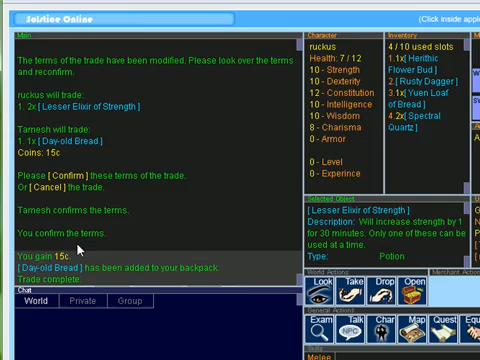 Solstice Online
(Click inside apple
Main
The terms of the trade have been modified. Please look over the terms
and reconfirm.
ruckus will trade:
1. 2x [ Lesser Elixir of Strength ]
Tarnesh will trade:
1. 1x [ Day-old Bread ]
Coins: 15c
Please [ Confirm ] these terms of the trade.
Or [ Cancel ] the trade.
Tarnesh confirms the terms.
You confirm the terms.
You gain 15c.
[ Day-old Bread ] has been added to your backpack.
Trade complete.
Chat
World
Private
Group
Character
ruckus
Health: 7 / 12
10 - Strength
10 - Dexterity
12 - Constitution
10 - Intelligence
10 - Wisdom
8 - Charisma
0 - Armor
0 - Level
0 - Experince
Inventory
4 / 10 used slots
1.1x [ Herithic
Flower Bud ]
2.[ Rusty Dagger ]
3.1x [ Yuen Loaf
of Bread ]
4.2x [ Spectral
Quartz ]
Selected Object
[ Lesser Elixir of Strength ]
Description: Will increase strength by 1
for 30 minutes. Only one of these can be
used at a time.
Type: Potion
World Actions
Merchant Action
Look
Take
Drop
Open
General Actions
Exam
Talk
NPC
Char
Map
Quest
Equ
Skills
Melee